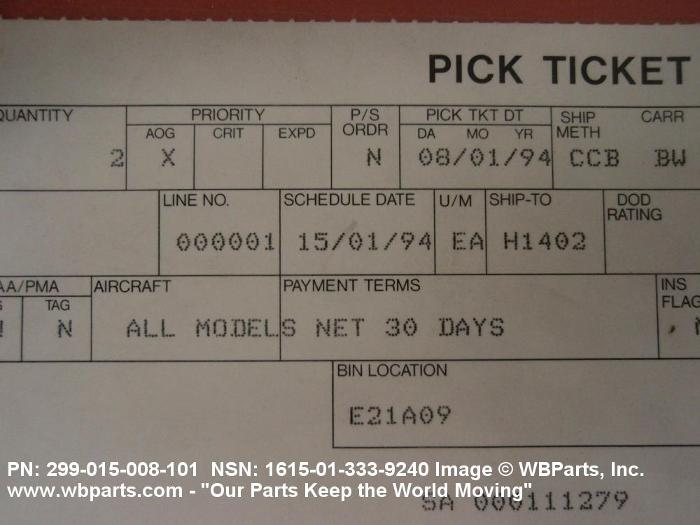 PICK TICKET
QUANTITY PRIORITY P/S ORDR PICK TKT DT SHIP METH CARR
AOG CRIT EXPD DA MO YR
2 X N 08/01/94 CCB BW
LINE NO. SCHEDULE DATE U/M SHIP-TO DOD RATING
000001 15/01/94 EA H1402
AA/PMA AIRCRAFT PAYMENT TERMS INS FLAG
TAG
N ALL MODELS NET 30 DAYS
BIN LOCATION
E21A09
PN: 299-015-008-101 NSN: 1615-01-333-9240 Image © WBParts, Inc.
www.wbparts.com - "Our Parts Keep the World Moving"
SA 000111279